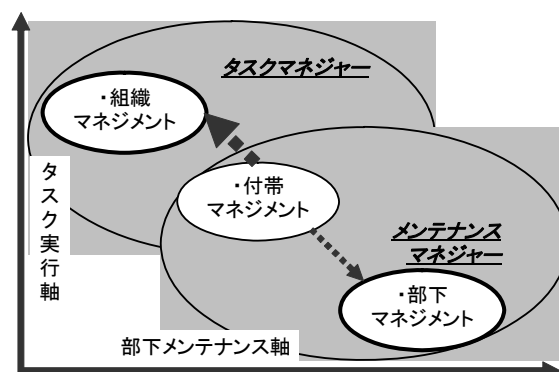 タスクマネジャー
・組織
マネジメント
・付帯
マネジメント
メンテナンス
マネジャー
・部下
マネジメント
タスク実行軸
部下メンテナンス軸